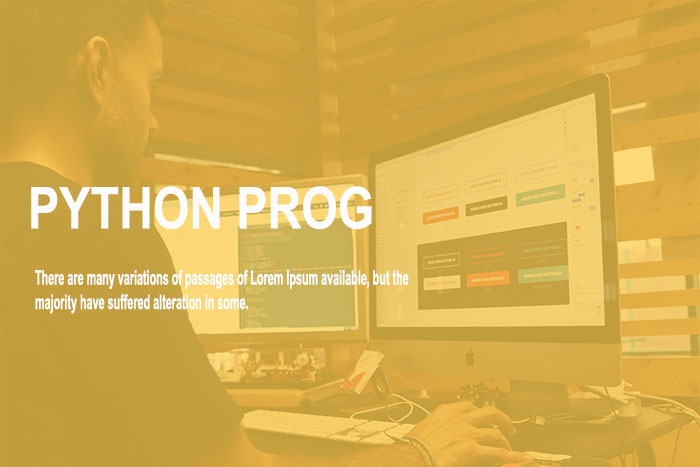 PYTHON PROG
There are many variations of passages of Lorem Ipsum available, but the
majority have suffered alteration in some.